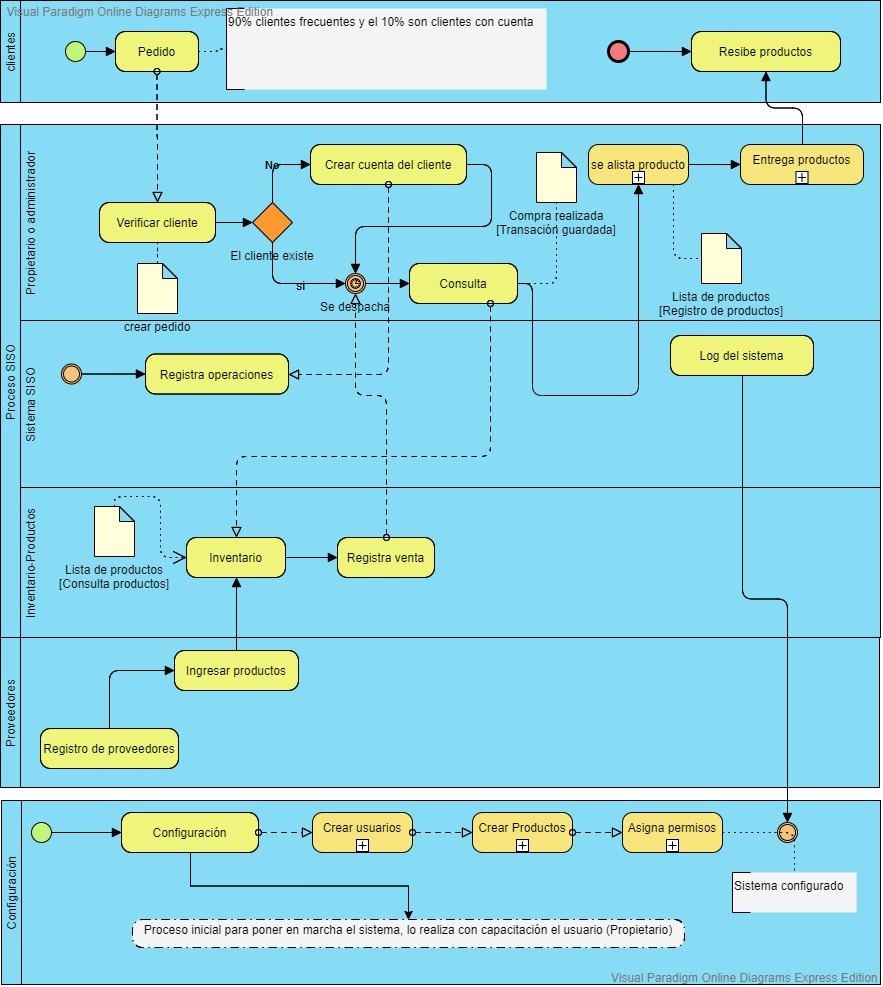 Visual Paradigm Online Diagrams Express Edition
clientes
Pedido
90% clientes frecuentes y el 10% son clientes con cuenta
Resibe productos
Proceso SISO
Propietario o administrador
Verificar cliente
crear pedido
El cliente existe
No
si
Crear cuenta del cliente
Se despacha
Consulta
Compra realizada
[Transación guardada]
se alista producto
Entrega productos
Lista de productos
[Registro de productos]
Sistema SISO
Registra operaciones
Log del sistema
Inventario-Productos
Lista de productos
[Consulta productos]
Inventario
Registra venta
Proveedores
Ingresar productos
Registro de proveedores
Configuración
Configuración
Crear usuarios
Crear Productos
Asigna permisos
Sistema configurado
Proceso inicial para poner en marcha el sistema, lo realiza con capacitación el usuario (Propietario)
Visual Paradigm Online Diagrams Express Edition